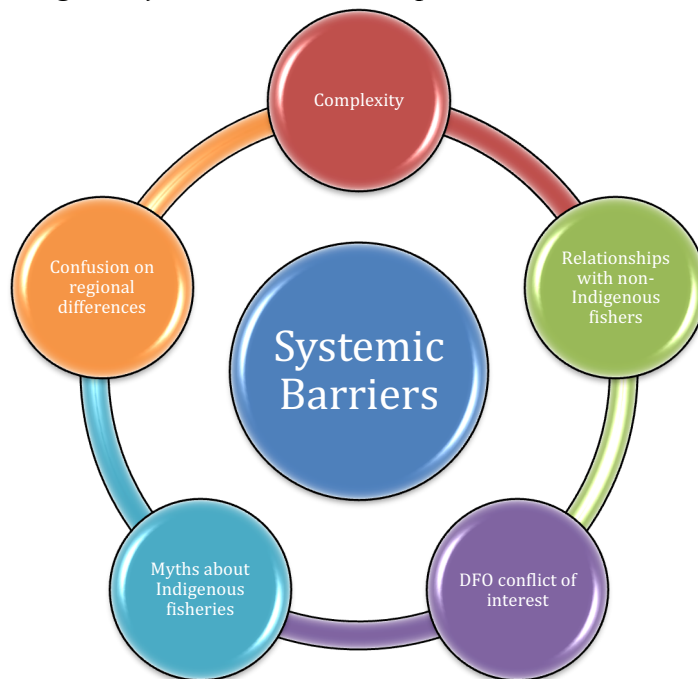 Complexity
Relationships
with non-
Indigenous
fishers
DFO conflict of
interest
Myths about
Indigenous
fisheries
Confusion on
regional
differences
Systemic
Barriers